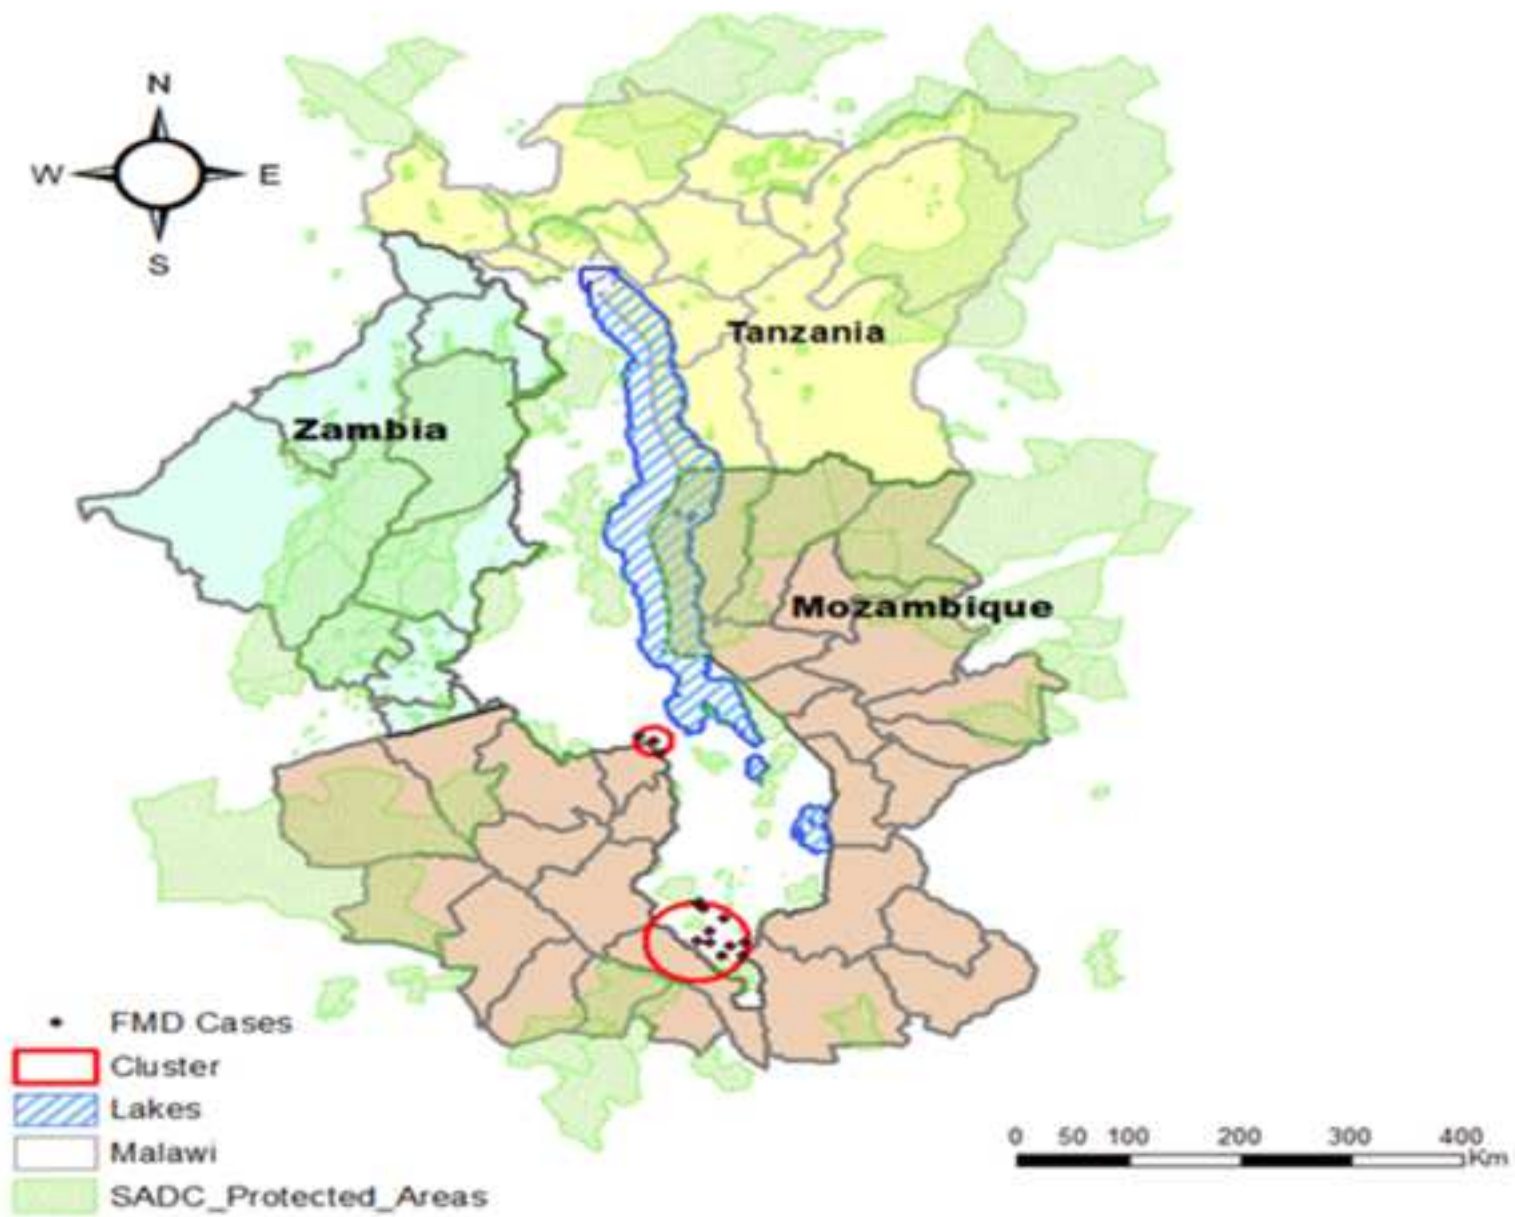 N
W E
S
Tanzania
Zambia
Mozambique
FMD Cases
Cluster
Lakes
Malawi
SADC_Protected_Areas
0 50 100 200 300 400
Km